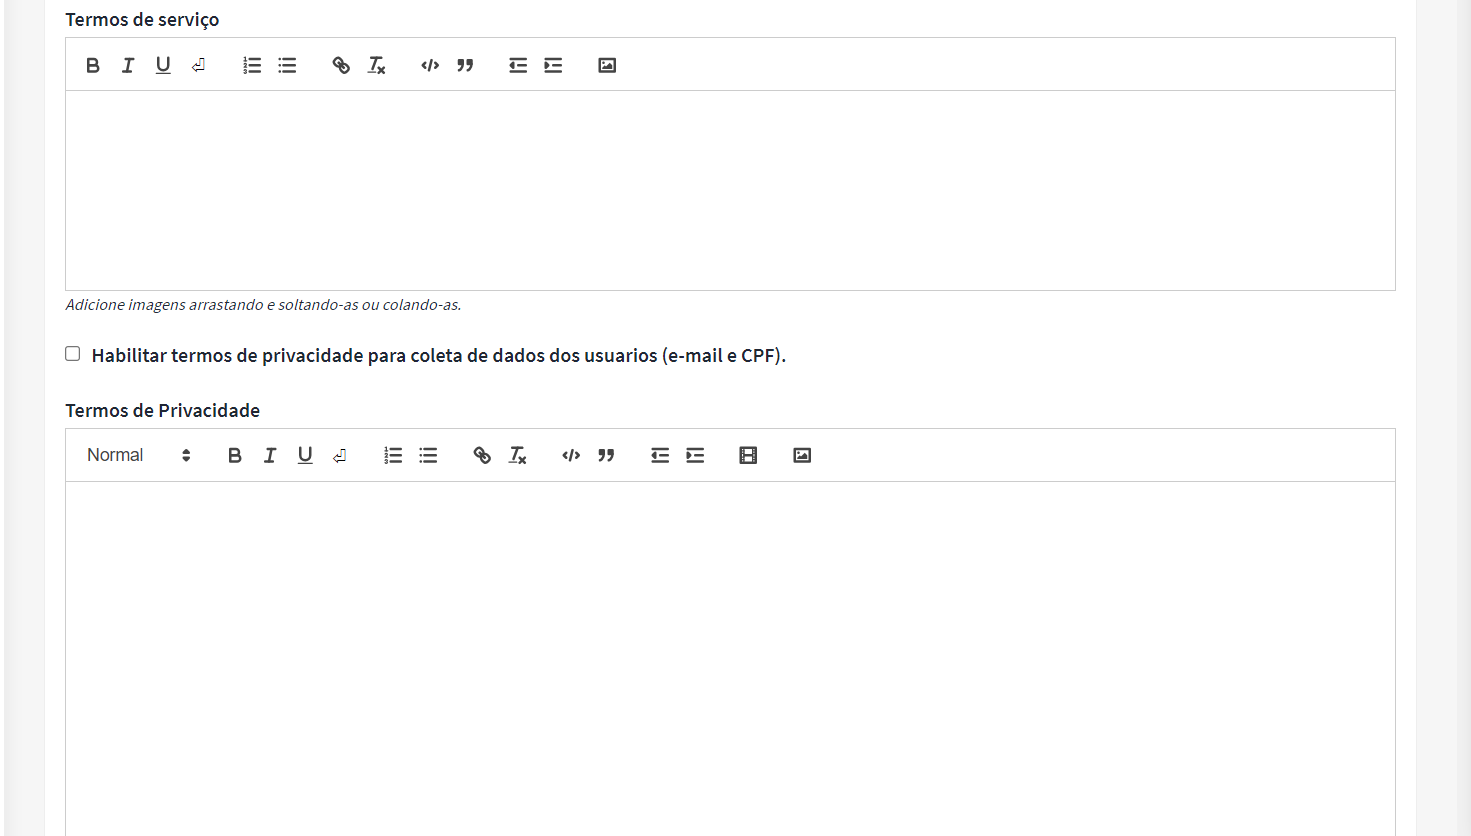 Termos de serviço
Adicione imagens arrastando e soltando-as ou colando-as.
Habilitar termos de privacidade para coleta de dados dos usuarios (e-mail e CPF).
Termos de Privacidade
Normal